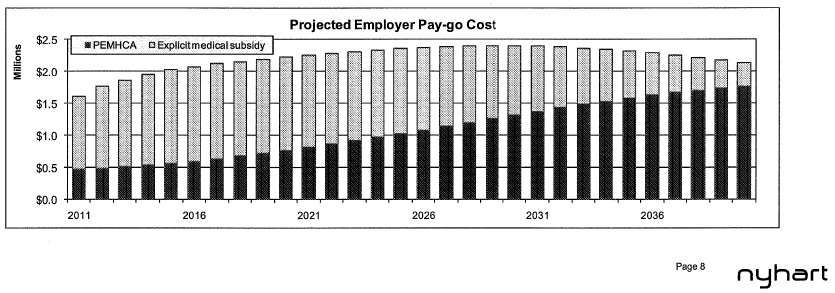 Projected Employer Pay-go Cost
Millions
PEMHCA Explicit medical subsidy
$2.5
$2.0
$1.5
$1.0
$0.5
$0.0
2011 2016 2021 2026 2031 2036
Page 8
nyhart